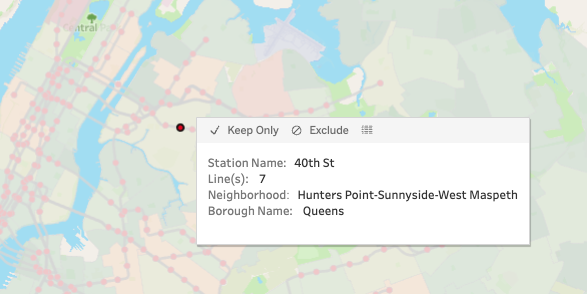 Central Park
Keep Only Exclude
Station Name: 40th St
Line(s): 7
Neighborhood: Hunters Point-Sunnyside-West Maspeth
Borough Name: Queens